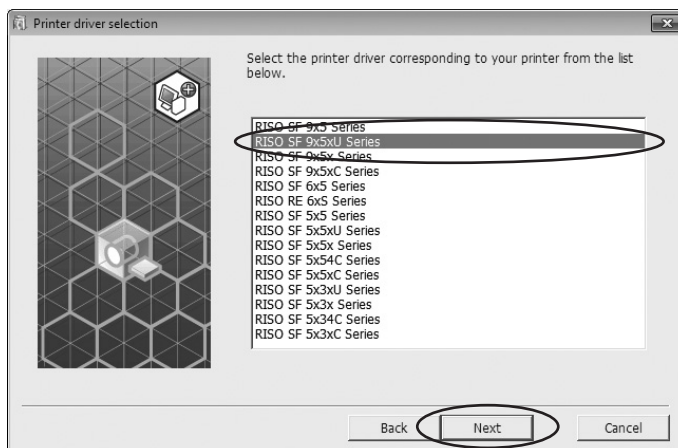 Printer driver selection
Select the printer driver corresponding to your printer from the list
below.
RISO SF 9x5 Series
RISO SF 9x5xU Series
RISO SF 9x5x Series
RISO SF 9x5xC Series
RISO SF 6x5 Series
RISO RE 6xS Series
RISO SF 5x5 Series
RISO SF 5x5xU Series
RISO SF 5x5x Series
RISO SF 5x54C Series
RISO SF 5x5xC Series
RISO SF 5x3xU Series
RISO SF 5x3x Series
RISO SF 5x34C Series
RISO SF 5x3xC Series
Back Next Cancel